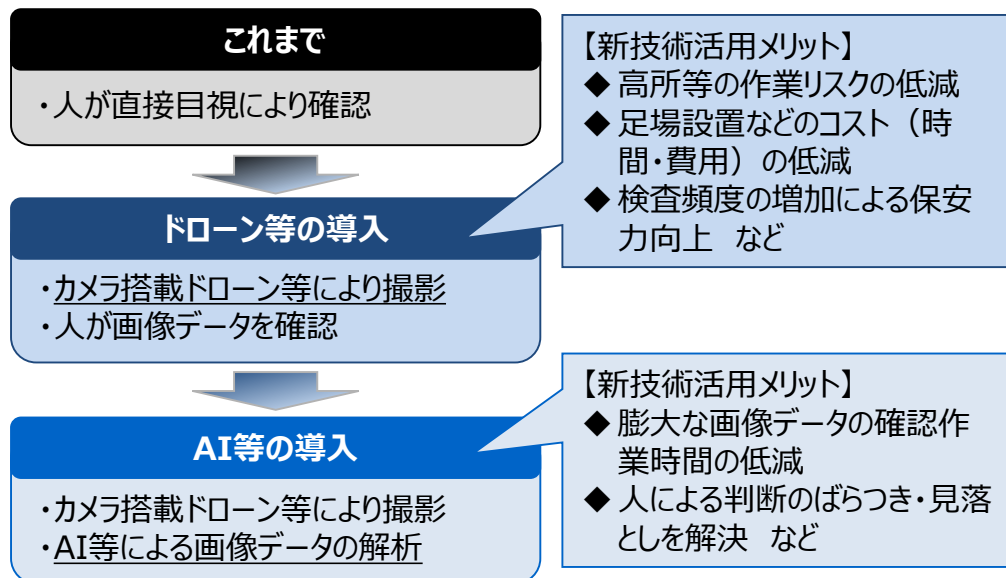 これまで
・人が直接目視により確認
【新技術活用メリット】
◆ 高所等の作業リスクの低減
◆ 足場設置などのコスト（時
間・費用）の低減
◆ 検査頻度の増加による保安
力向上　など
ドローン等の導入
・カメラ搭載ドローン等により撮影
・人が画像データを確認
【新技術活用メリット】
◆ 膨大な画像データの確認作
業時間の低減
◆ 人による判断のばらつき・見落
としを解決　など
AI等の導入
・カメラ搭載ドローン等により撮影
・AI等による画像データの解析